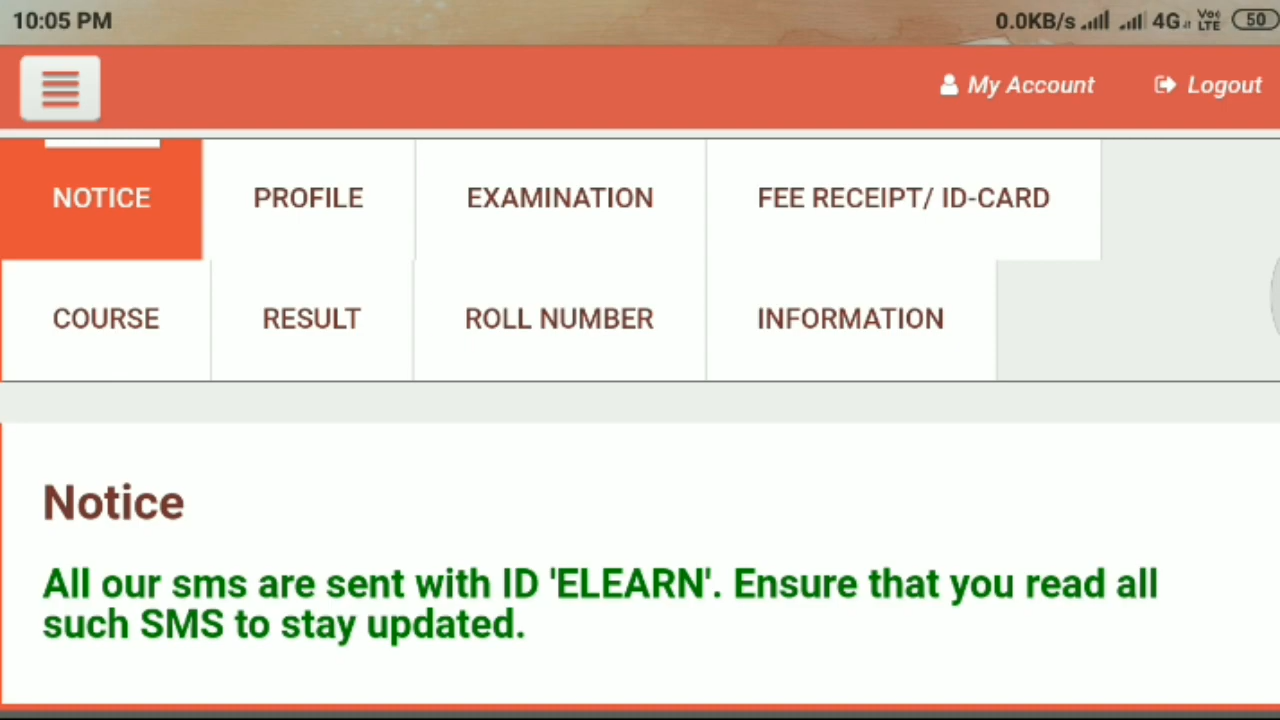 10:05 PM 0.0KB/s 4G Vo LTE 50
My Account Logout
NOTICE PROFILE EXAMINATION FEE RECEIPT/ ID-CARD
COURSE RESULT ROLL NUMBER INFORMATION
Notice
All our sms are sent with ID 'ELEARN'. Ensure that you read all
such SMS to stay updated.